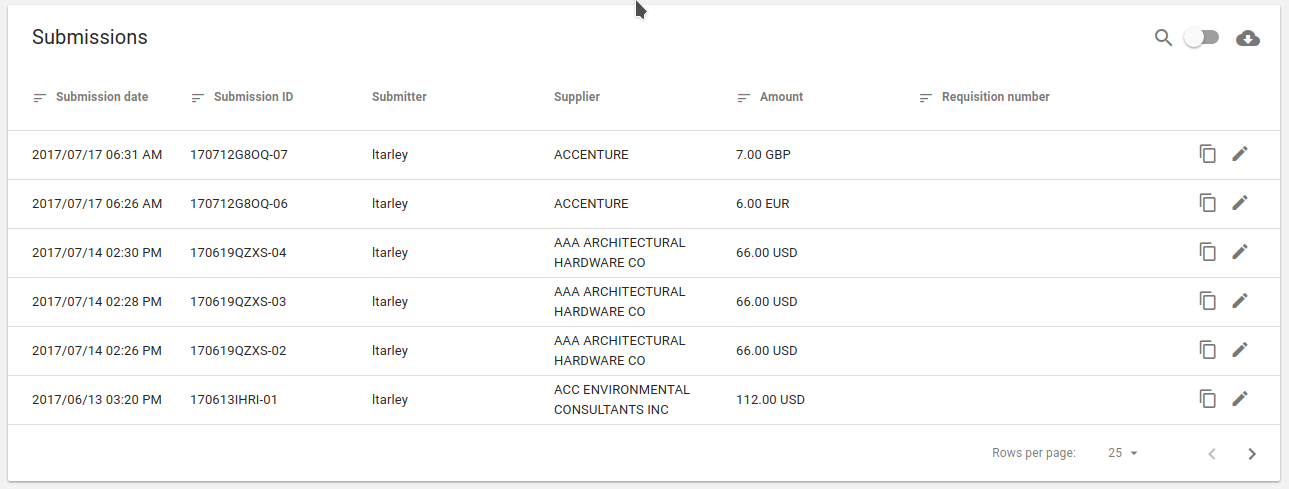 Submissions
Submission date Submission ID Submitter Supplier Amount Requisition number
2017/07/17 06:31 AM 170712G8OQ-07 ltarley ACCENTURE 7.00 GBP
2017/07/17 06:26 AM 170712G8OQ-06 ltarley ACCENTURE 6.00 EUR
2017/07/14 02:30 PM 170619QZXS-04 ltarley AAA ARCHITECTURAL HARDWARE CO 66.00 USD
2017/07/14 02:28 PM 170619QZXS-03 ltarley AAA ARCHITECTURAL HARDWARE CO 66.00 USD
2017/07/14 02:26 PM 170619QZXS-02 ltarley AAA ARCHITECTURAL HARDWARE CO 66.00 USD
2017/06/13 03:20 PM 170613IHRI-01 ltarley ACC ENVIRONMENTAL CONSULTANTS INC 112.00 USD
Rows per page: 25